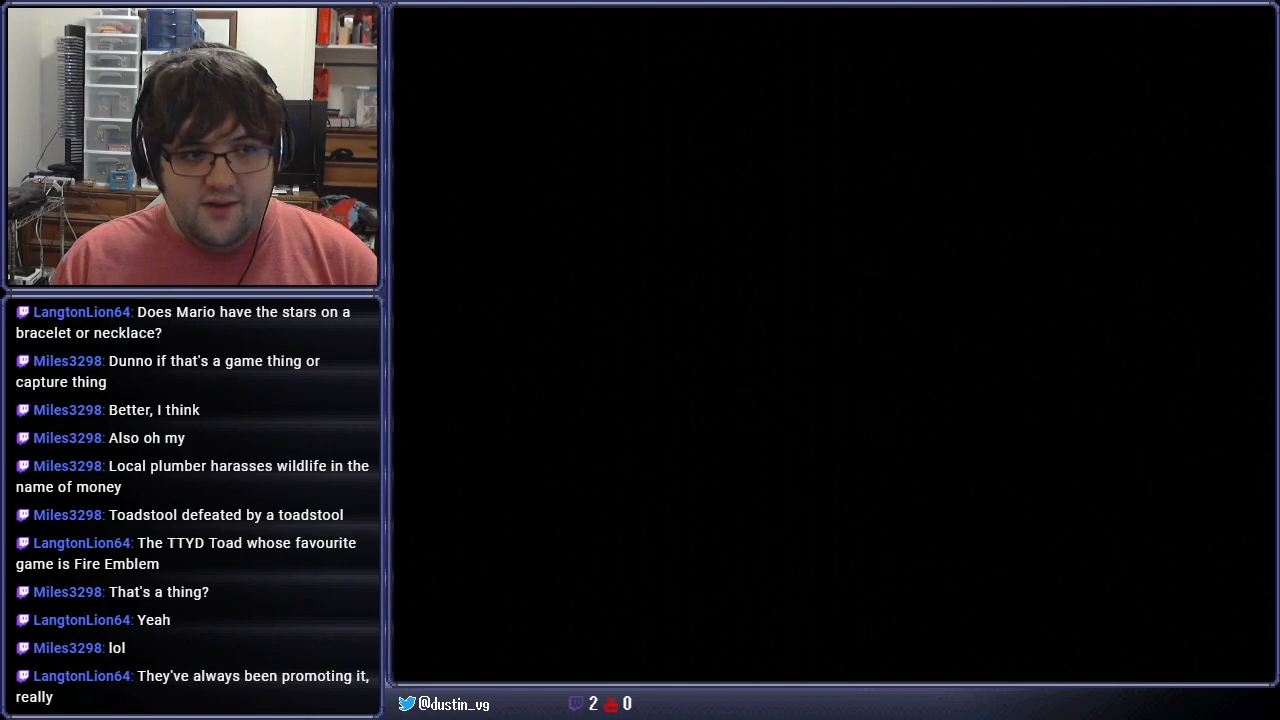 LangtonLion64: Does Mario have the stars on a
bracelet or necklace?
Miles3298: Dunno if that's a game thing or
capture thing
Miles3298: Better, I think
Miles3298: Also oh my
Miles3298: Local plumber harasses wildlife in the
name of money
Miles3298: Toadstool defeated by a toadstool
LangtonLion64: The TTYD Toad whose favourite
game is Fire Emblem
Miles3298: That's a thing?
LangtonLion64: Yeah
Miles3298: lol
LangtonLion64: They've always been promoting it,
really
@dustin_vg 2 0